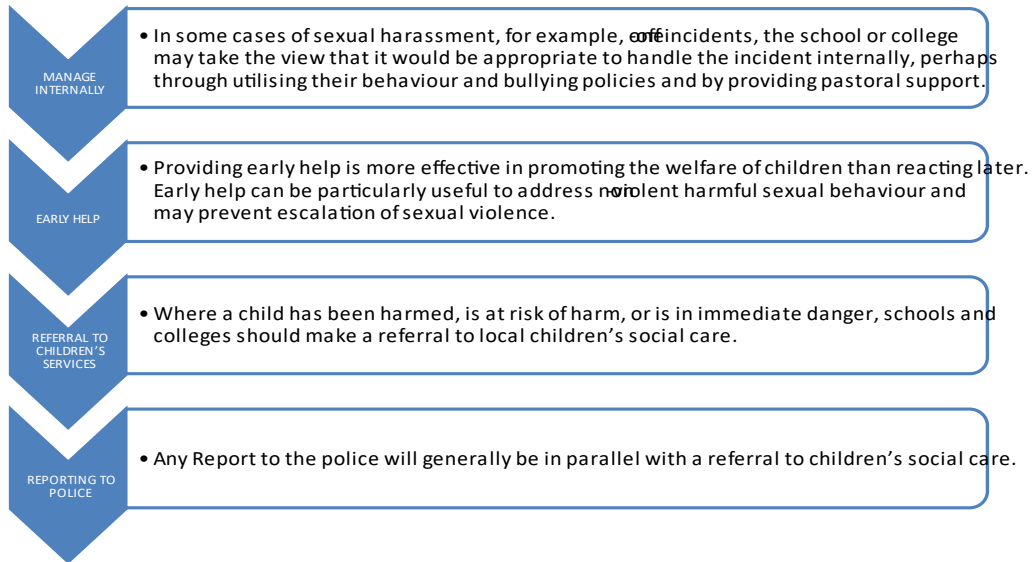 MANAGE
INTERNALLY
• In some cases of sexual harassment, for example, incidents, the school or college
may take the view that it would be appropriate to handle the incident internally, perhaps
through utilising their behaviour and bullying policies and by providing pastoral support.
EARLY HELP
• Providing early help is more effective in promoting the welfare of children than reacting later.
Early help can be particularly useful to address harmful sexual behaviour and
may prevent escalation of sexual violence.
REFERRAL TO
CHILDREN'S
SERVICES
• Where a child has been harmed, is at risk of harm, or is in immediate danger, schools and
colleges should make a referral to local children's social care.
REPORTING TO
POLICE
• Any Report to the police will generally be in parallel with a referral to children's social care.